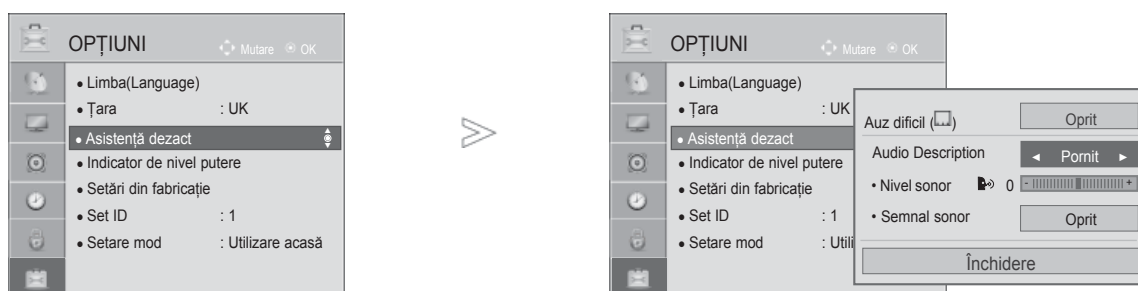 OPȚIUNI Mutare OK
• Limba(Language)
• Țara : UK
• Asistență dezact
• Indicator de nivel putere
• Setări din fabricație
• Set ID : 1
• Setare mod : Utilizare acasă
OPȚIUNI Mutare OK
• Limba(Language)
• Țara : UK
• Asistență dezact
• Indicator de nivel putere
• Setări din fabricație
• Set ID : 1
• Setare mod : Utili
Auz dificil ( ) Oprit
Audio Description ◄ Pornit ►
• Nivel sonor 0 - +
• Semnal sonor Oprit
Închidere